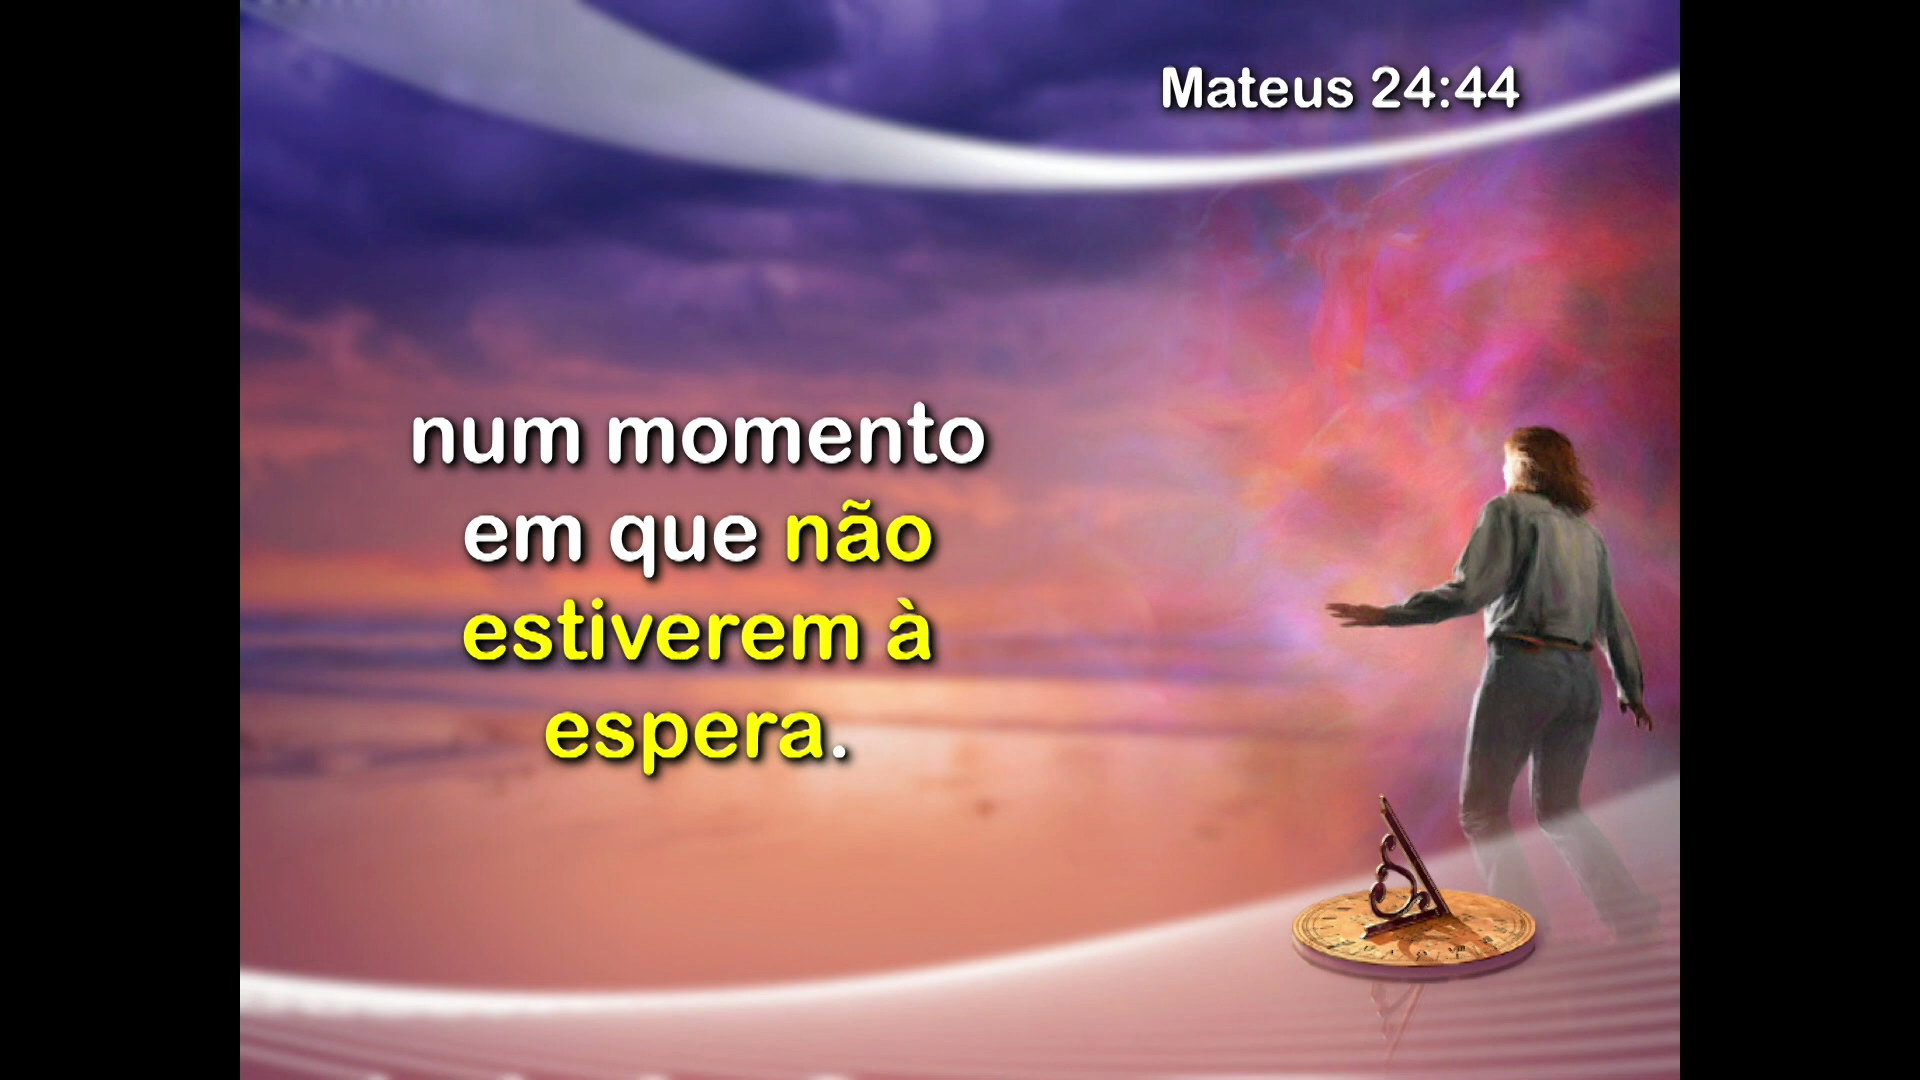 Mateus 24:44
num momento
em que não
estiverem à
espera.